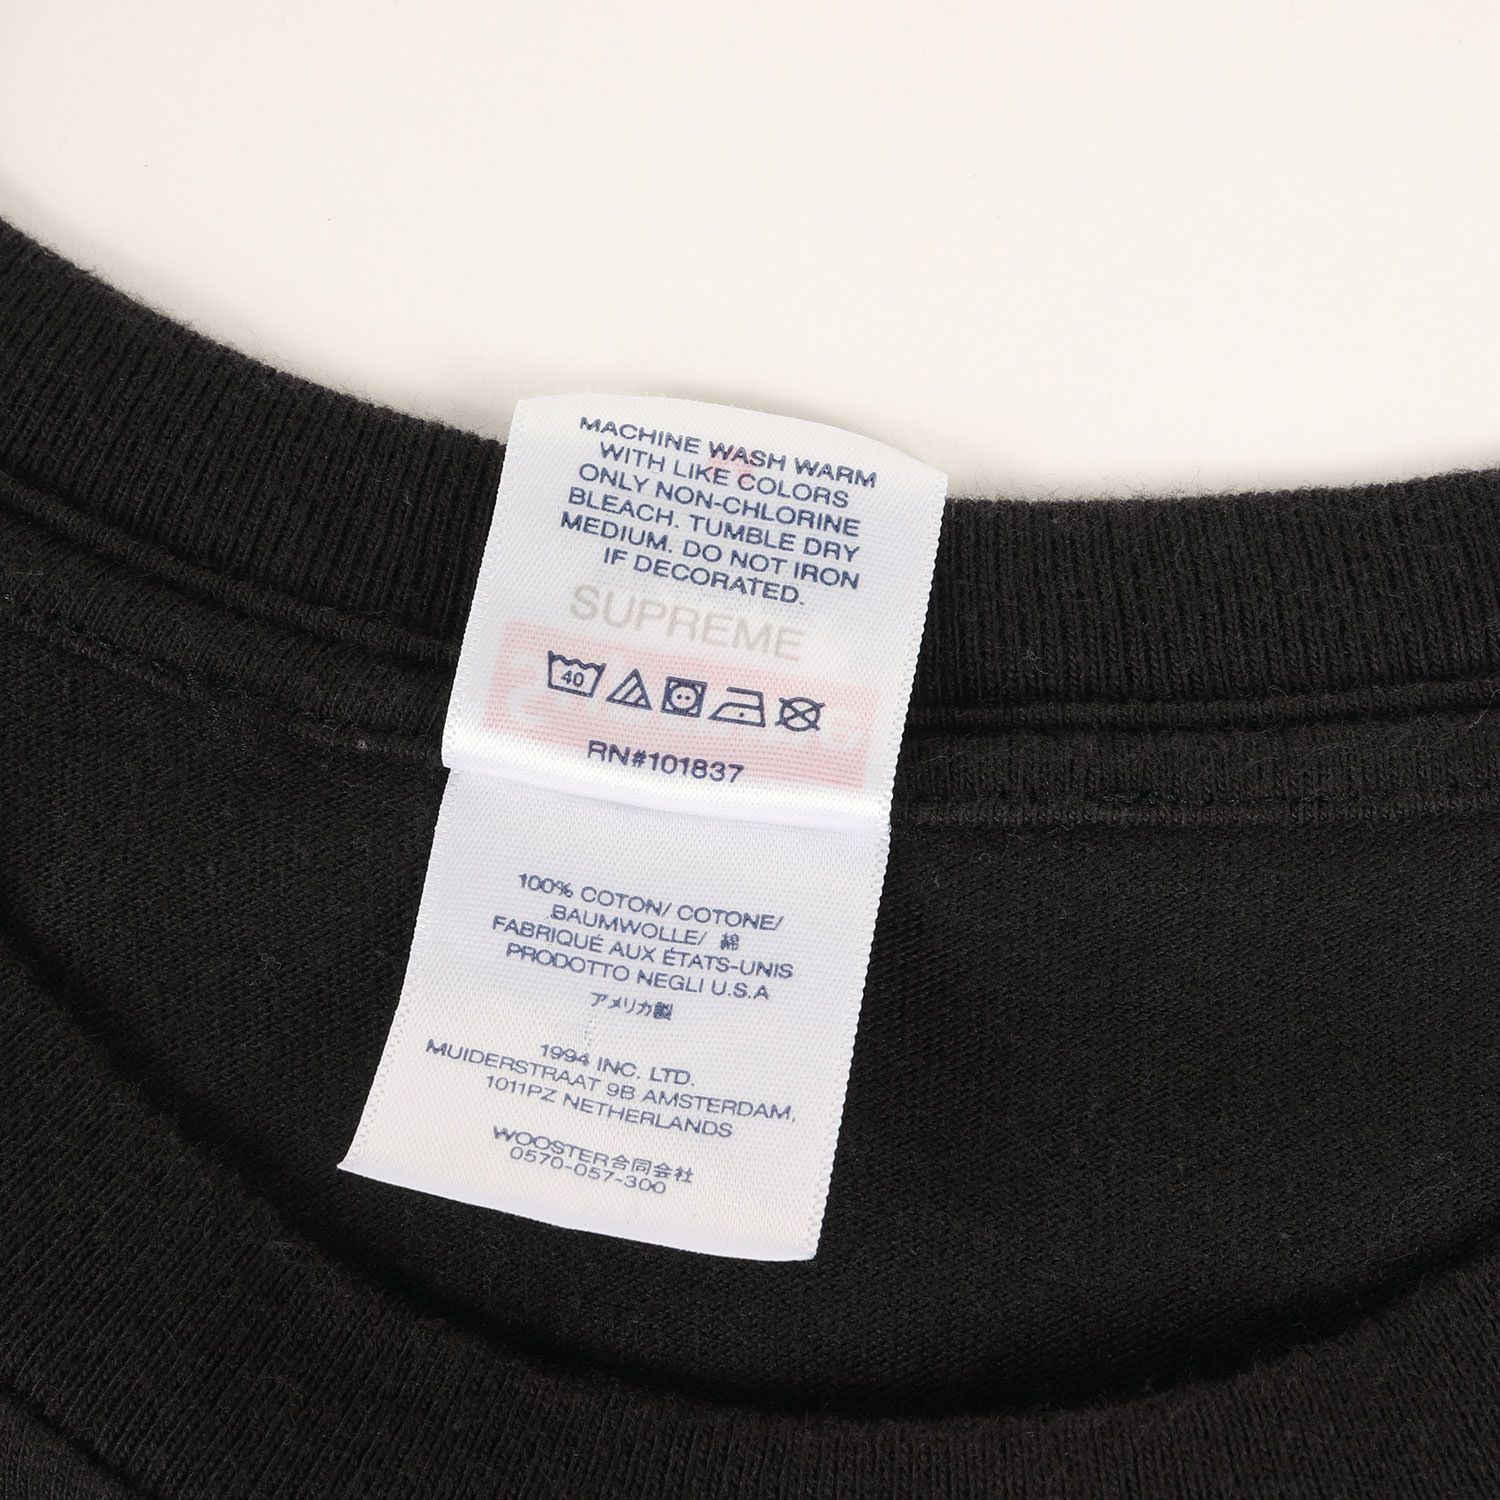 MACHINE WASH WARM
WITH LIKE COLORS
ONLY NON-CHLORINE
BLEACH. TUMBLE DRY
MEDIUM. DO NOT IRON
IF DECORATED.
SUPREME
40
RN#101837
100% COTON/ COTONE/
BAUMWOLLE/ 綿
FABRIQUÉ AUX ÉTATS-UNIS
PRODOTTO NEGLI U.S.A
アメリカ製
1994 INC. LTD.
MUIDERSTRAAT 9B AMSTERDAM,
1011PZ NETHERLANDS
WOOSTER合同会社
0570-057-300